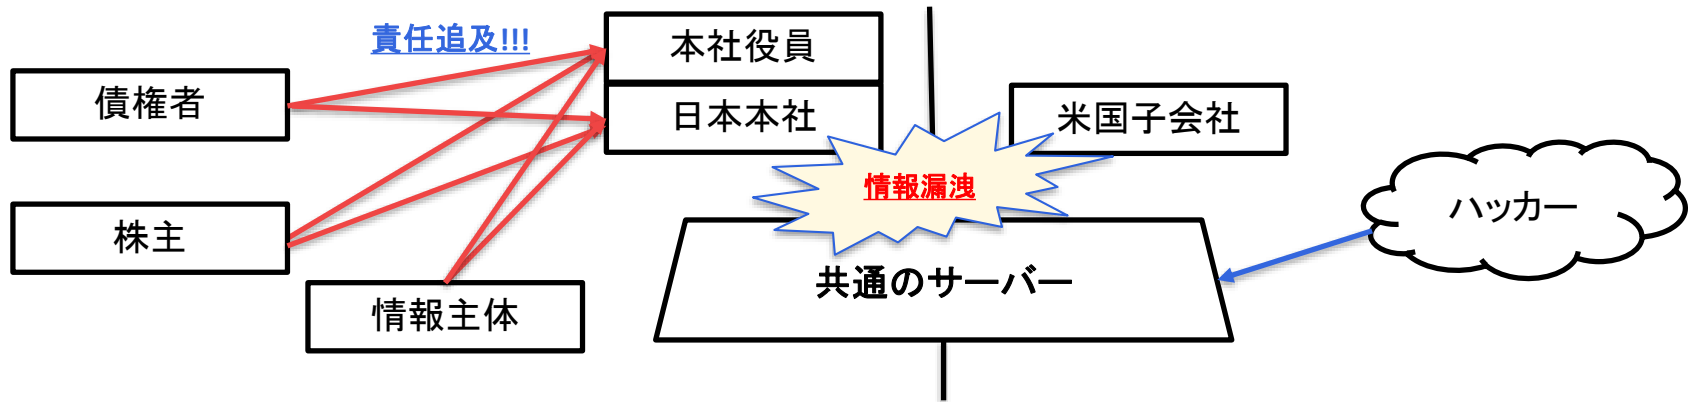 責任追及!!!
本社役員
債権者
日本本社
米国子会社
情報漏洩
ハッカー
株主
共通のサーバー
情報主体